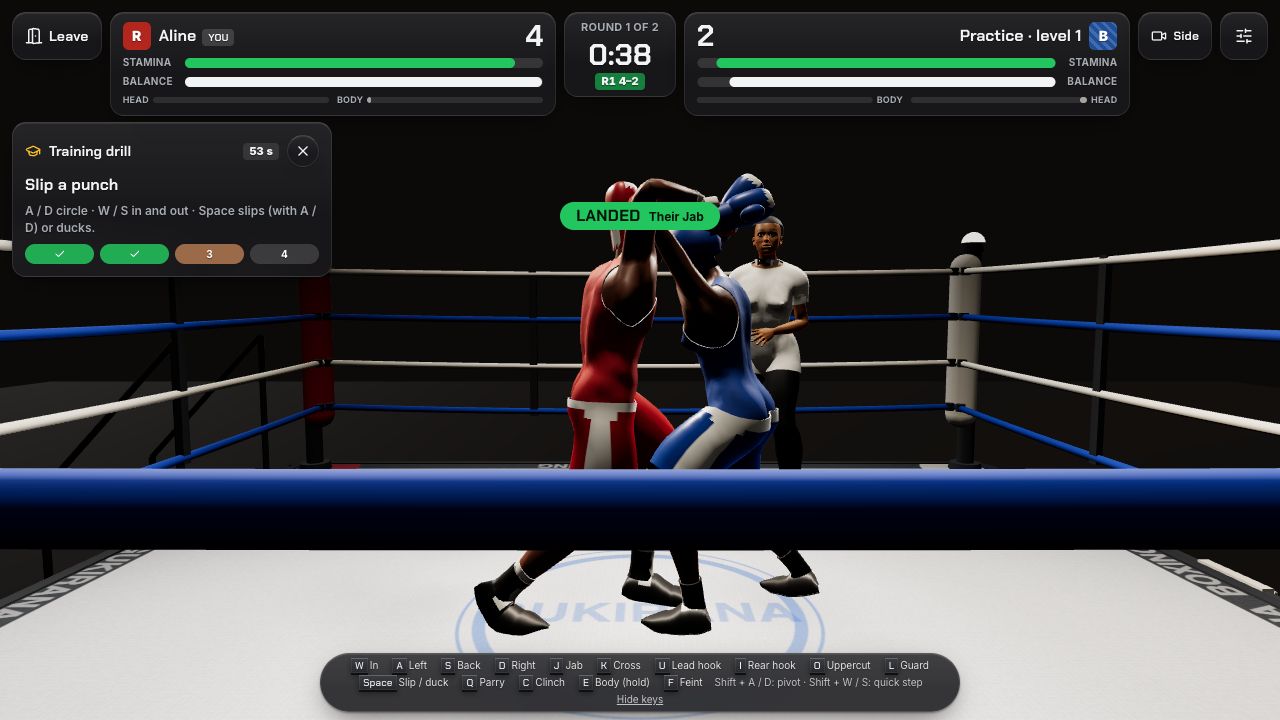 Leave
R Aline YOU 4
STAMINA
BALANCE
HEAD BODY
ROUND 1 OF 2
0:38
R1 4–2
2 Practice · level 1 B
STAMINA
BALANCE
BODY HEAD
Side
Training drill 53 s
Slip a punch
A / D circle · W / S in and out · Space slips (with A /
D) or ducks.
3 4
LANDED Their Jab
BOXING
W In A Left S Back D Right J Jab K Cross U Lead hook I Rear hook O Uppercut L Guard
Space Slip / duck Q Parry C Clinch E Body (hold) F Feint Shift + A / D: pivot · Shift + W / S: quick step
Hide keys